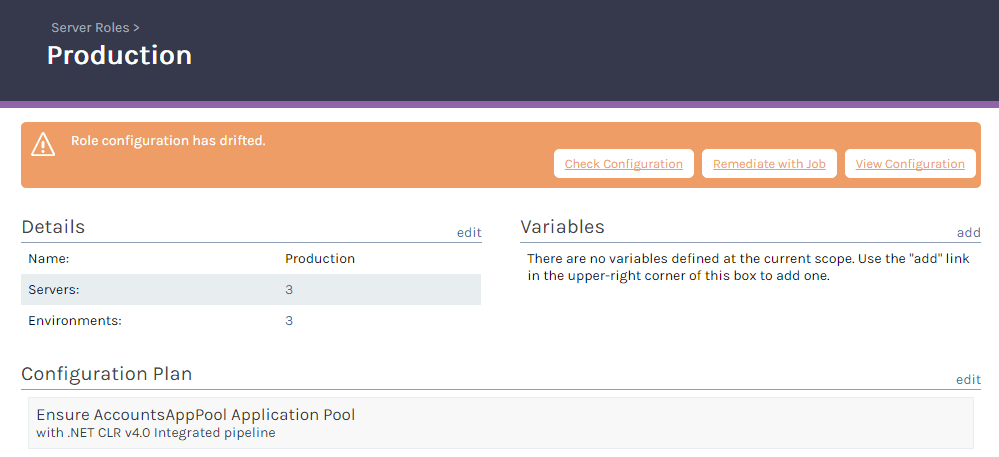 Server Roles >
Production
Role configuration has drifted.
Check Configuration Remediate with Job View Configuration
Details edit
Name: Production
Servers: 3
Environments: 3
Variables add
There are no variables defined at the current scope. Use the "add" link
in the upper-right corner of this box to add one.
Configuration Plan edit
Ensure AccountsAppPool Application Pool
with .NET CLR v4.0 Integrated pipeline